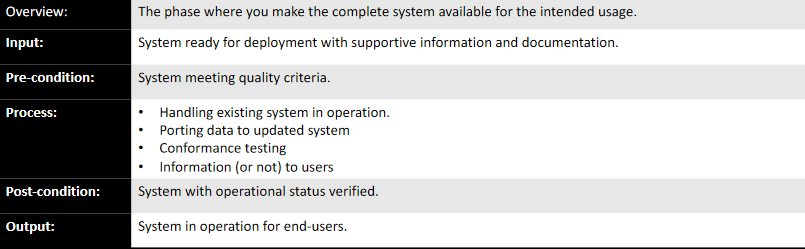 Overview: The phase where you make the complete system available for the intended usage.
Input: System ready for deployment with supportive information and documentation.
Pre-condition: System meeting quality criteria.
Process: • Handling existing system in operation.
• Porting data to updated system
• Conformance testing
• Information (or not) to users
Post-condition: System with operational status verified.
Output: System in operation for end-users.